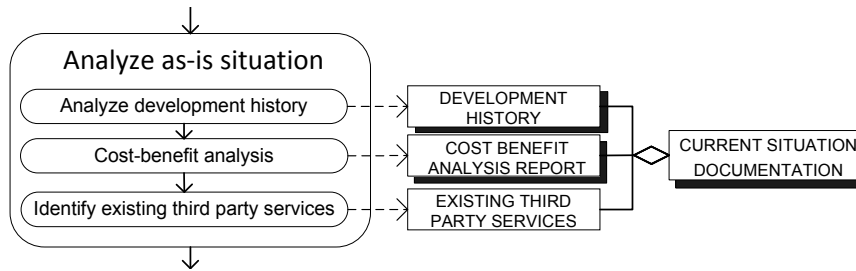 Analyze as-is situation
Analyze development history
Cost-benefit analysis
Identify existing third party services
DEVELOPMENT
HISTORY
COST BENEFIT
ANALYSIS REPORT
EXISTING THIRD
PARTY SERVICES
CURRENT SITUATION
DOCUMENTATION